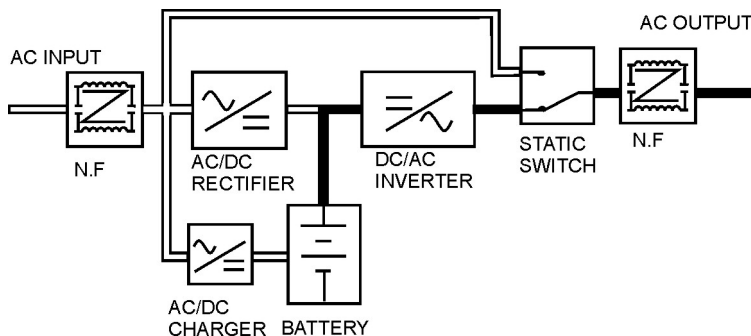 AC INPUT
AC OUTPUT
N.F
AC/DC
RECTIFIER
DC/AC
INVERTER
STATIC
SWITCH
N.F
AC/DC
CHARGER
BATTERY